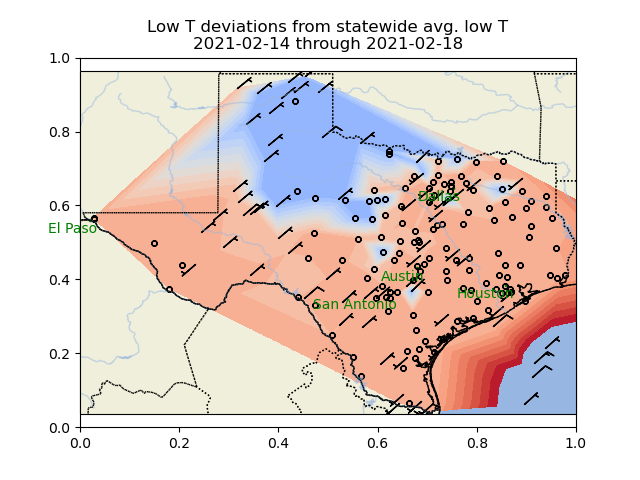 Low T deviations from statewide avg. low T
2021-02-14 through 2021-02-18
1.0
0.8
0.6
0.4
0.2
0.0
Dallas
El Paso
Austin
Houston
San Antonio
0.0 0.2 0.4 0.6 0.8 1.0